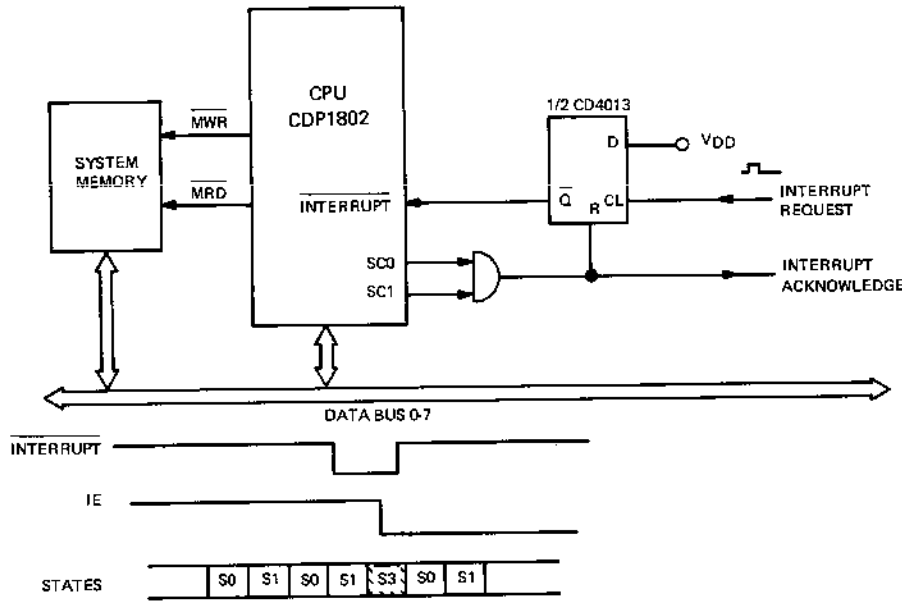 CPU
CDP1802
SYSTEM
MEMORY
MWR
MRD
INTERRUPT
SC0
SC1
1/2 CD4013
D
VDD
Q
R
CL
INTERRUPT
REQUEST
INTERRUPT
ACKNOWLEDGE
DATA BUS 0-7
INTERRUPT
IE
STATES
S0 S1 S0 S1 S3 S0 S1